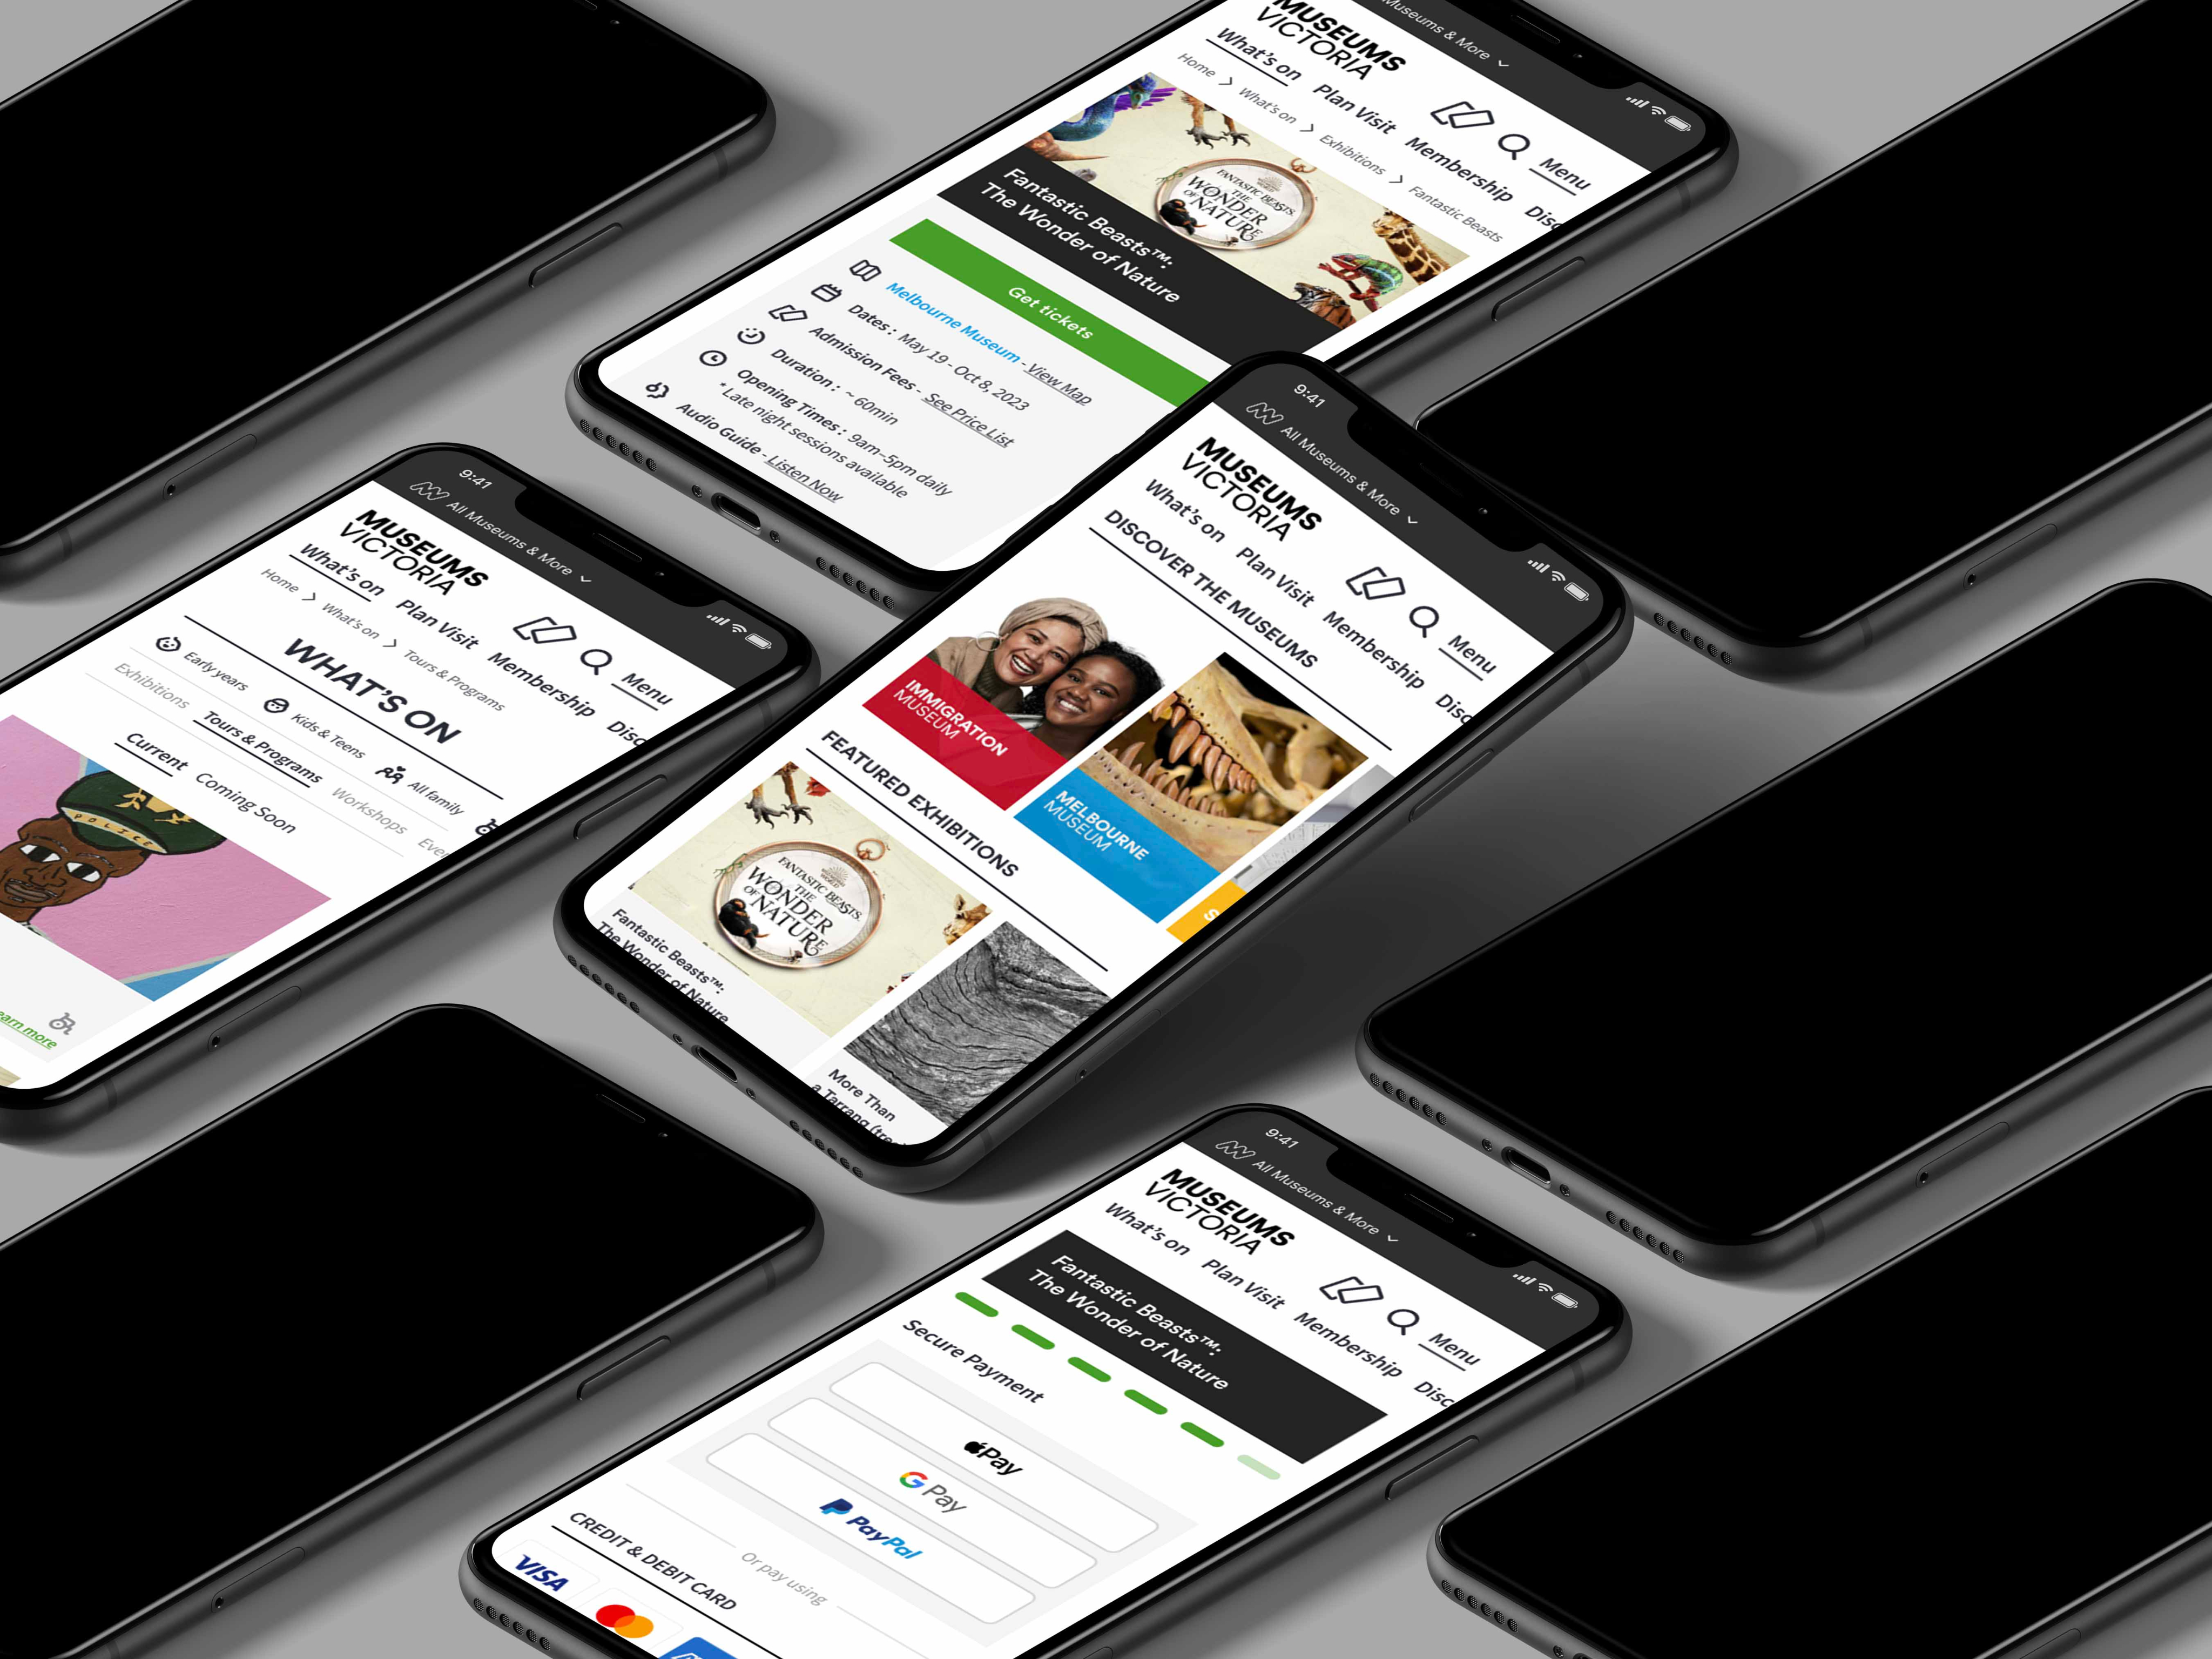 All Museums & More
MUSEUMS
VICTORIA
What's on
Plan Visit
Membership
Disc
Menu
Home > What's on > Exhibitions > Fantastic Beasts
FANTASTIC BEASTS
THE
WONDER
OF NATURE
Fantastic Beasts™:
The Wonder of Nature
Get tickets
Melbourne Museum - View Map
Dates : May 19 - Oct 8, 2023
Admission Fees - See Price List
Duration : ~ 60min
Opening Times : 9am–5pm daily
*Late night sessions available
Audio Guide - Listen Now
9:41
All Museums & More
MUSEUMS
VICTORIA
Menu
What's on
Plan Visit
Membership
Disc
Home > What's on > Tours & Programs
WHAT'S ON
Early years
Kids & Teens
All family
Exhibitions
Tours & Programs
Workshops
Current
Coming Soon
POLICE
earn more
9:41
All Museums & More
MUSEUMS
VICTORIA
Menu
What's on
Plan Visit
Membership
Disc
DISCOVER THE MUSEUMS
IMMIGRATION
MUSEUM
MELBOURNE
MUSEUM
S
FEATURED EXHIBITIONS
FANTASTIC BEASTS
THE
WONDER
OF NATURE
Fantastic Beasts™:
The Wonder of Nature
More Than
a Tarrang (tree)
9:41
All Museums & More
MUSEUMS
VICTORIA
Menu
What's on
Plan Visit
Membership
Disc
Fantastic Beasts™:
The Wonder of Nature
Secure Payment
Pay
G Pay
PayPal
Or pay using
CREDIT & DEBIT CARD
VISA